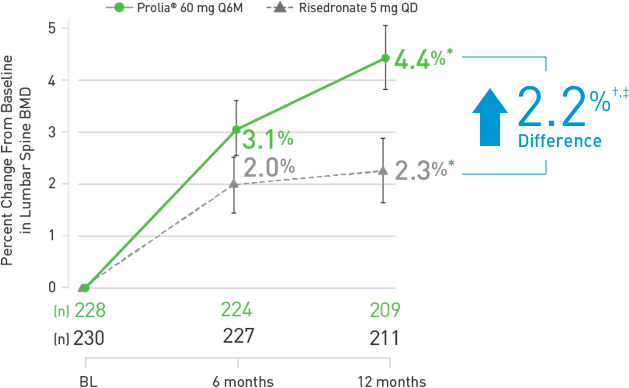 Prolia® 60 mg Q6M Risedronate 5 mg QD
Percent Change From Baseline
in Lumbar Spine BMD
5
4
3
2
1
0
4.4%*
3.1%
2.0%
2.3%*
2.2%†,‡
Difference
(n) 228 224 209
(n) 230 227 211
BL 6 months 12 months